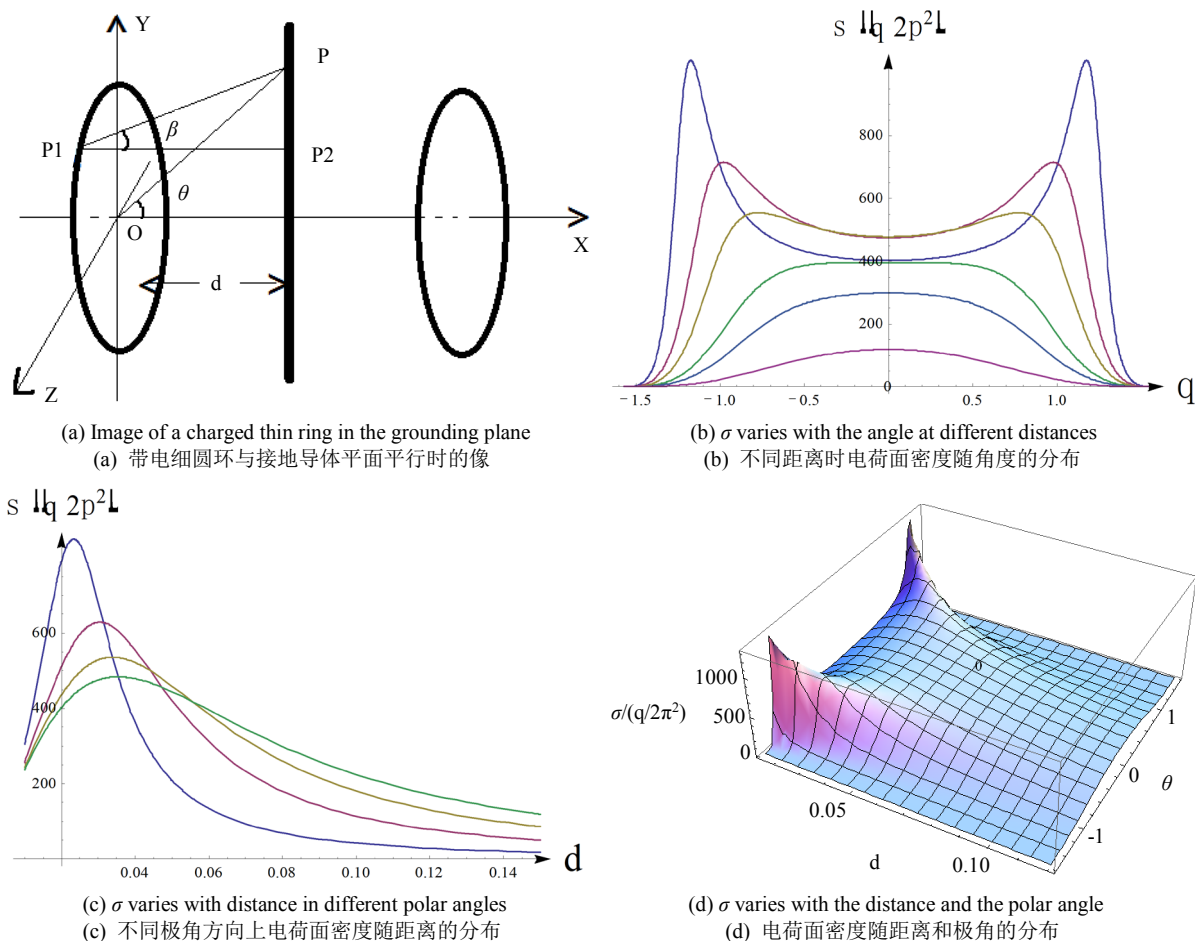 Y
P
P1
β
P2
θ
O
X
d
Z
(a) Image of a charged thin ring in the grounding plane
(a) 带电细圆环与接地导体平面平行时的像
800
600
400
200
0
−1.5
−1.0
−0.5
0.5
1.0
q
(b) σ varies with the angle at different distances
(b) 不同距离时电荷面密度随角度的分布
600
400
200
0.04
0.06
0.08
0.10
0.12
0.14
d
(c) σ varies with distance in different polar angles
(c) 不同极角方向上电荷面密度随距离的分布
1000
σ/(q/2π²)
500
0
0
0.05
d
0.10
-1
0
1
θ
(d) σ varies with the distance and the polar angle
(d) 电荷面密度随距离和极角的分布